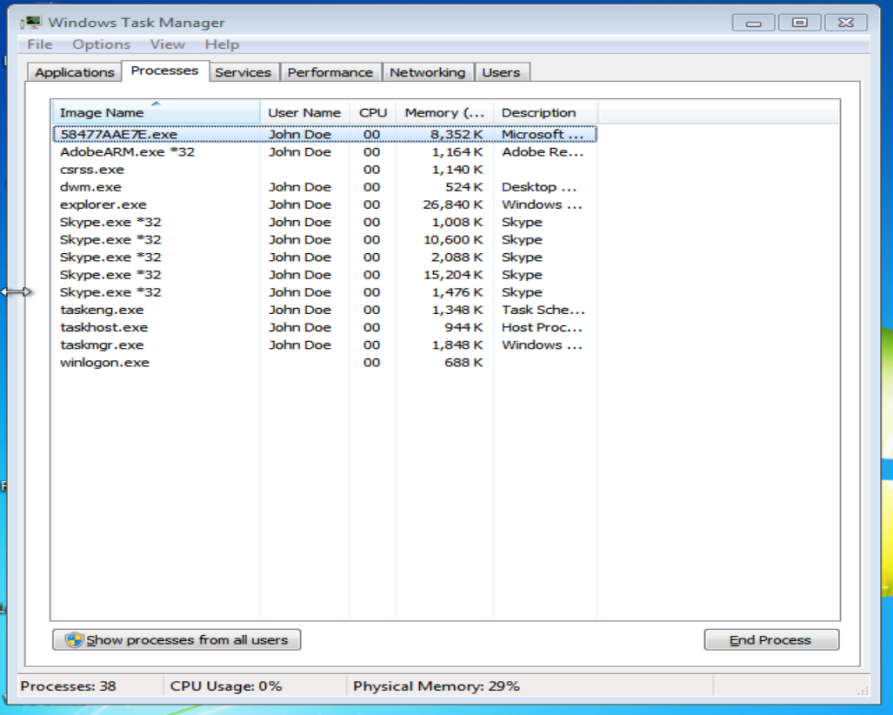 Windows Task Manager
File Options View Help
Applications Processes Services Performance Networking Users
Image Name User Name CPU Memory (... Description
58477AAE7E.exe John Doe 00 8,352 K Microsoft ...
AdobeARM.exe *32 John Doe 00 1,164 K Adobe Re...
csrss.exe 00 1,140 K
dwm.exe John Doe 00 524 K Desktop ...
explorer.exe John Doe 00 26,840 K Windows ...
Skype.exe *32 John Doe 00 1,008 K Skype
Skype.exe *32 John Doe 00 10,600 K Skype
Skype.exe *32 John Doe 00 2,088 K Skype
Skype.exe *32 John Doe 00 15,204 K Skype
Skype.exe *32 John Doe 00 1,476 K Skype
taskeng.exe John Doe 00 1,348 K Task Sche...
taskhost.exe John Doe 00 944 K Host Proc...
taskmgr.exe John Doe 00 1,848 K Windows ...
winlogon.exe 00 688 K
Show processes from all users End Process
Processes: 38 CPU Usage: 0% Physical Memory: 29%